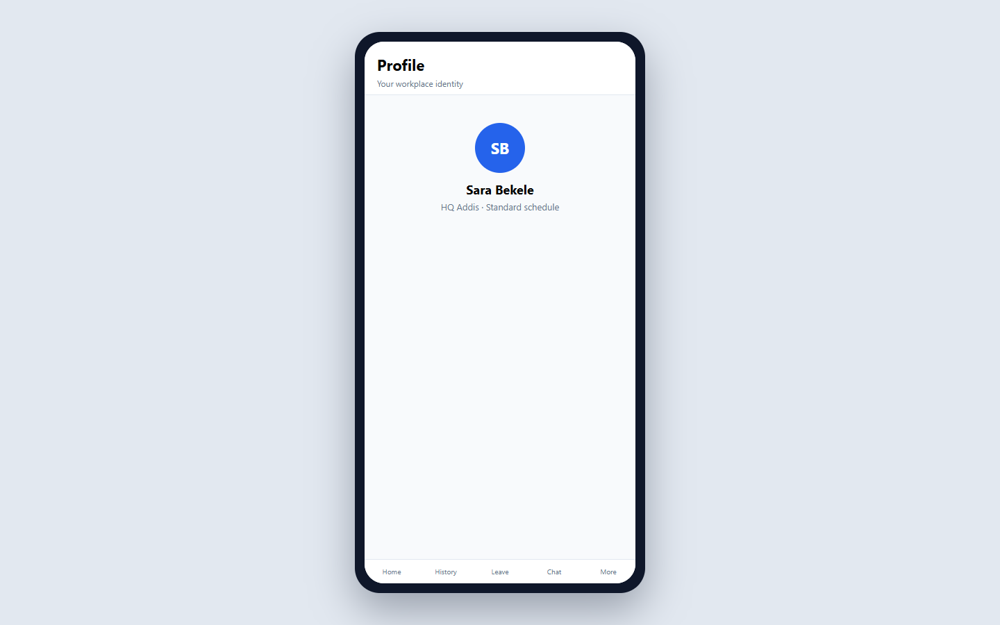 Profile
Your workplace identity
SB
Sara Bekele
HQ Addis · Standard schedule
Home History Leave Chat More